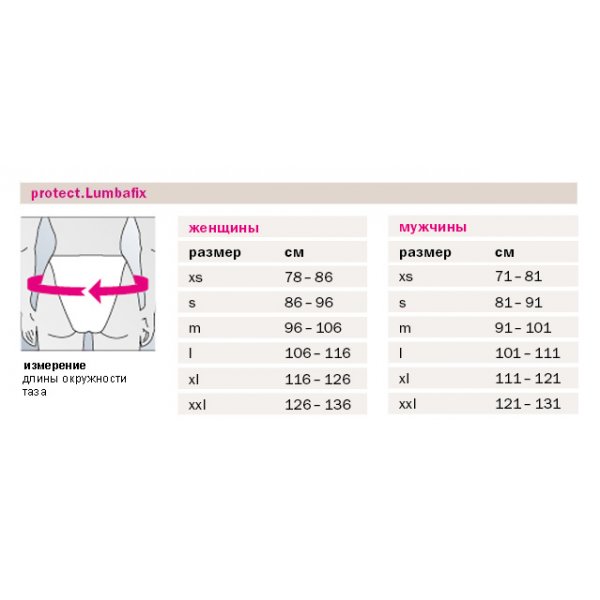 protect.Lumbafix
измерение
длины окружности
таза
женщины
размер см
xs 78 – 86
s 86 – 96
m 96 – 106
l 106 – 116
xl 116 – 126
xxl 126 – 136
мужчины
размер см
xs 71 – 81
s 81 – 91
m 91 – 101
l 101 – 111
xl 111 – 121
xxl 121 – 131